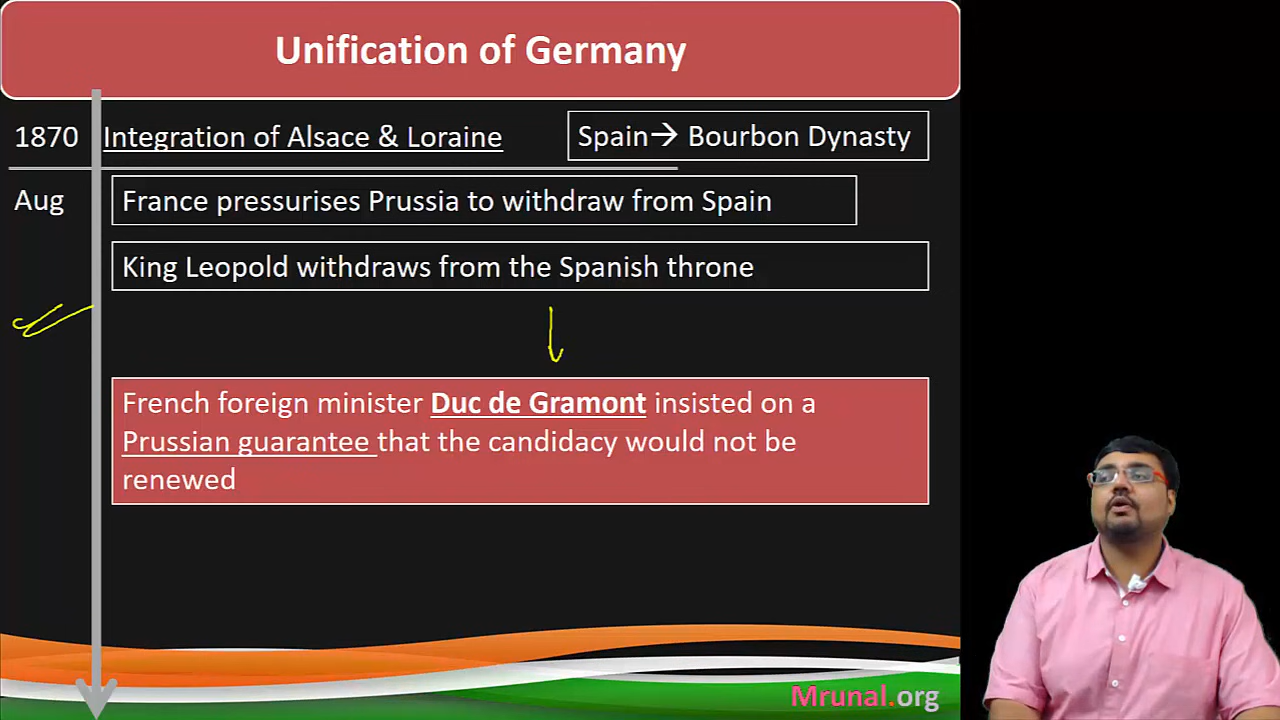 Unification of Germany
1870 Integration of Alsace & Loraine
Spain→ Bourbon Dynasty
Aug
France pressurises Prussia to withdraw from Spain
King Leopold withdraws from the Spanish throne
French foreign minister Duc de Gramont insisted on a
Prussian guarantee that the candidacy would not be
renewed
Mrunal.org